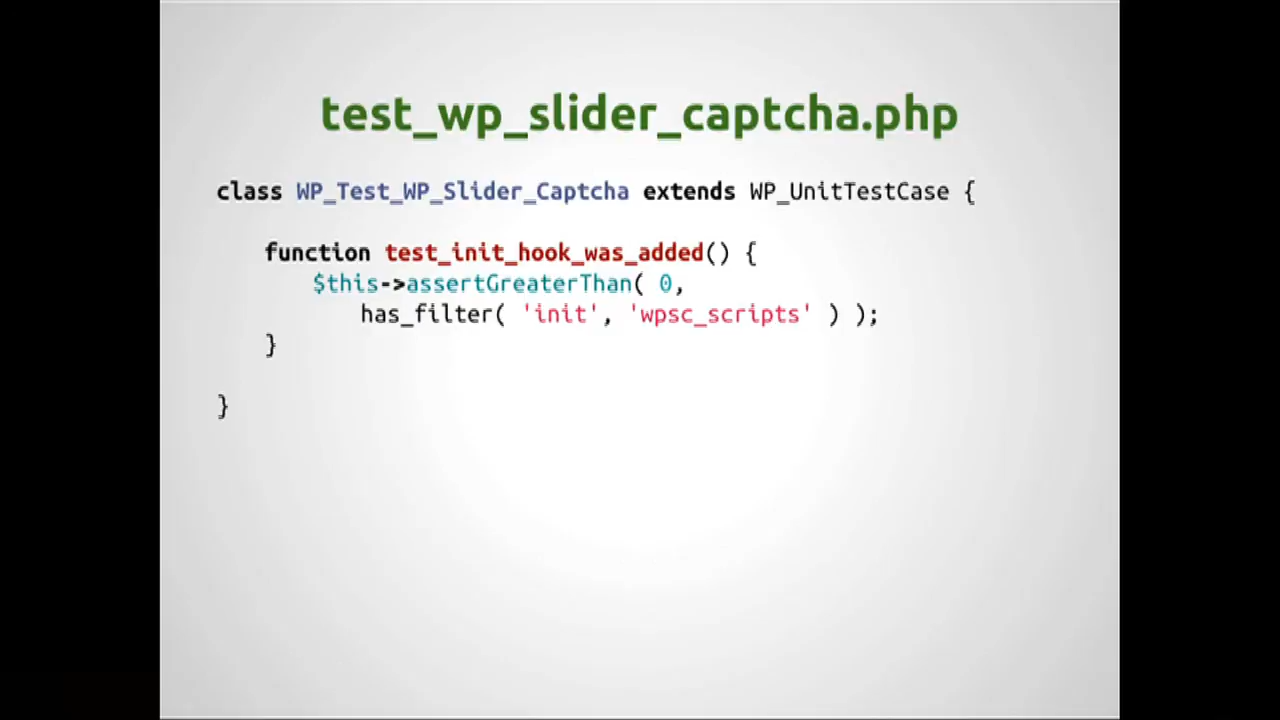 test_wp_slider_captcha.php
class WP_Test_WP_Slider_Captcha extends WP_UnitTestCase {
function test_init_hook_was_added() {
$this->assertGreaterThan( 0,
has_filter( 'init', 'wpsc_scripts' ) );
}
}